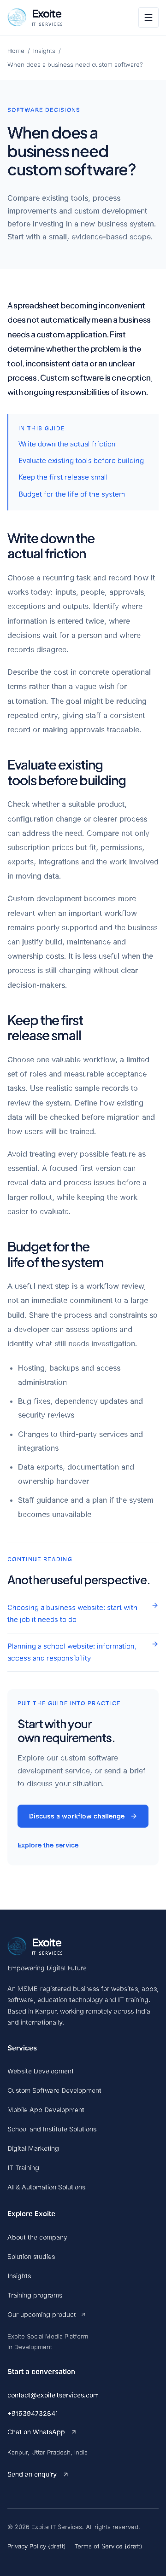 Exoite
IT SERVICES
Home / Insights /
When does a business need custom software?
SOFTWARE DECISIONS
When does a
business need
custom software?
Compare existing tools, process
improvements and custom development
before investing in a new business system.
Start with a small, evidence-based scope.
A spreadsheet becoming inconvenient
does not automatically mean a business
needs a custom application. First
determine whether the problem is the
tool, inconsistent data or an unclear
process. Custom software is one option,
with ongoing responsibilities of its own.
IN THIS GUIDE
Write down the actual friction
Evaluate existing tools before building
Keep the first release small
Budget for the life of the system
Write down the
actual friction
Choose a recurring task and record how it
works today: inputs, people, approvals,
exceptions and outputs. Identify where
information is entered twice, where
decisions wait for a person and where
records disagree.
Describe the cost in concrete operational
terms rather than a vague wish for
automation. The goal might be reducing
repeated entry, giving staff a consistent
record or making approvals traceable.
Evaluate existing
tools before building
Check whether a suitable product,
configuration change or clearer process
can address the need. Compare not only
subscription prices but fit, permissions,
exports, integrations and the work involved
in moving data.
Custom development becomes more
relevant when an important workflow
remains poorly supported and the business
can justify build, maintenance and
ownership costs. It is less useful when the
process is still changing without clear
decision-makers.
Keep the first
release small
Choose one valuable workflow, a limited
set of roles and measurable acceptance
tasks. Use realistic sample records to
review the system. Define how existing
data will be checked before migration and
how users will be trained.
Avoid treating every possible feature as
essential. A focused first version can
reveal data and process issues before a
larger rollout, while keeping the work
easier to evaluate.
Budget for the
life of the system
A useful next step is a workflow review,
not an immediate commitment to a large
build. Share the process and constraints so
a developer can assess options and
identify what still needs investigation.
• Hosting, backups and access
administration
• Bug fixes, dependency updates and
security reviews
• Changes to third-party services and
integrations
• Data exports, documentation and
ownership handover
• Staff guidance and a plan if the system
becomes unavailable
CONTINUE READING
Another useful perspective.
Choosing a business website: start with
the job it needs to do →
Planning a school website: information,
access and responsibility →
PUT THE GUIDE INTO PRACTICE
Start with your
own requirements.
Explore our custom software
development service, or send a brief
to discuss your situation.
Discuss a workflow challenge →
Explore the service
Exoite
IT SERVICES
Empowering Digital Future
An MSME-registered business for websites, apps,
software, education technology and IT training.
Based in Kanpur, working remotely across India
and internationally.
Services
Website Development
Custom Software Development
Mobile App Development
School and Institute Solutions
Digital Marketing
IT Training
AI & Automation Solutions
Explore Exoite
About the company
Solution studies
Insights
Training programs
Our upcoming product ↗
Exoite Social Media Platform
In Development
Start a conversation
contact@exoiteitservices.com
+916394732841
Chat on WhatsApp ↗
Kanpur, Uttar Pradesh, India
Send an enquiry ↗
© 2026 Exoite IT Services. All rights reserved.
Privacy Policy (draft) Terms of Service (draft)